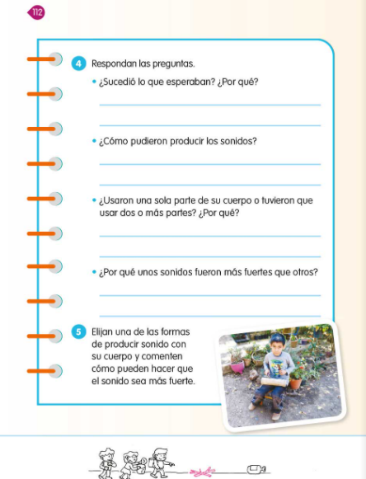 112
4 Respondan las preguntas.
• ¿Sucedió lo que esperaban? ¿Por qué?
• ¿Cómo pudieron producir los sonidos?
• ¿Usaron una sola parte de su cuerpo o tuvieron que
usar dos o más partes? ¿Por qué?
• ¿Por qué unos sonidos fueron más fuertes que otros?
5 Elijan una de las formas
de producir sonido con
su cuerpo y comenten
cómo pueden hacer que
el sonido sea más fuerte.